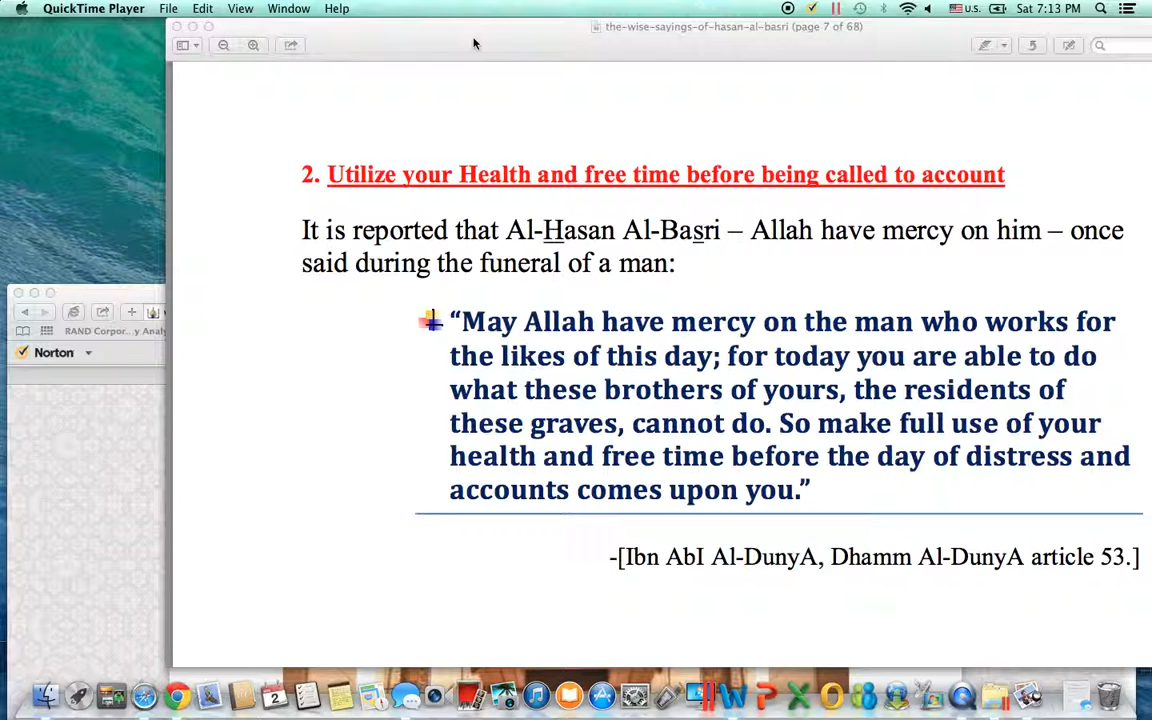 QuickTime Player File Edit View Window Help U.S. Sat 7:13 PM
the-wise-sayings-of-hasan-al-basri (page 7 of 68)
2. Utilize your Health and free time before being called to account
It is reported that Al-Hasan Al-Basri – Allah have mercy on him – once
said during the funeral of a man:
“May Allah have mercy on the man who works for
the likes of this day; for today you are able to do
what these brothers of yours, the residents of
these graves, cannot do. So make full use of your
health and free time before the day of distress and
accounts comes upon you.”
-[Ibn AbI Al-DunyA, Dhamm Al-DunyA article 53.]
RAND Corpor...y Analy
Norton
2